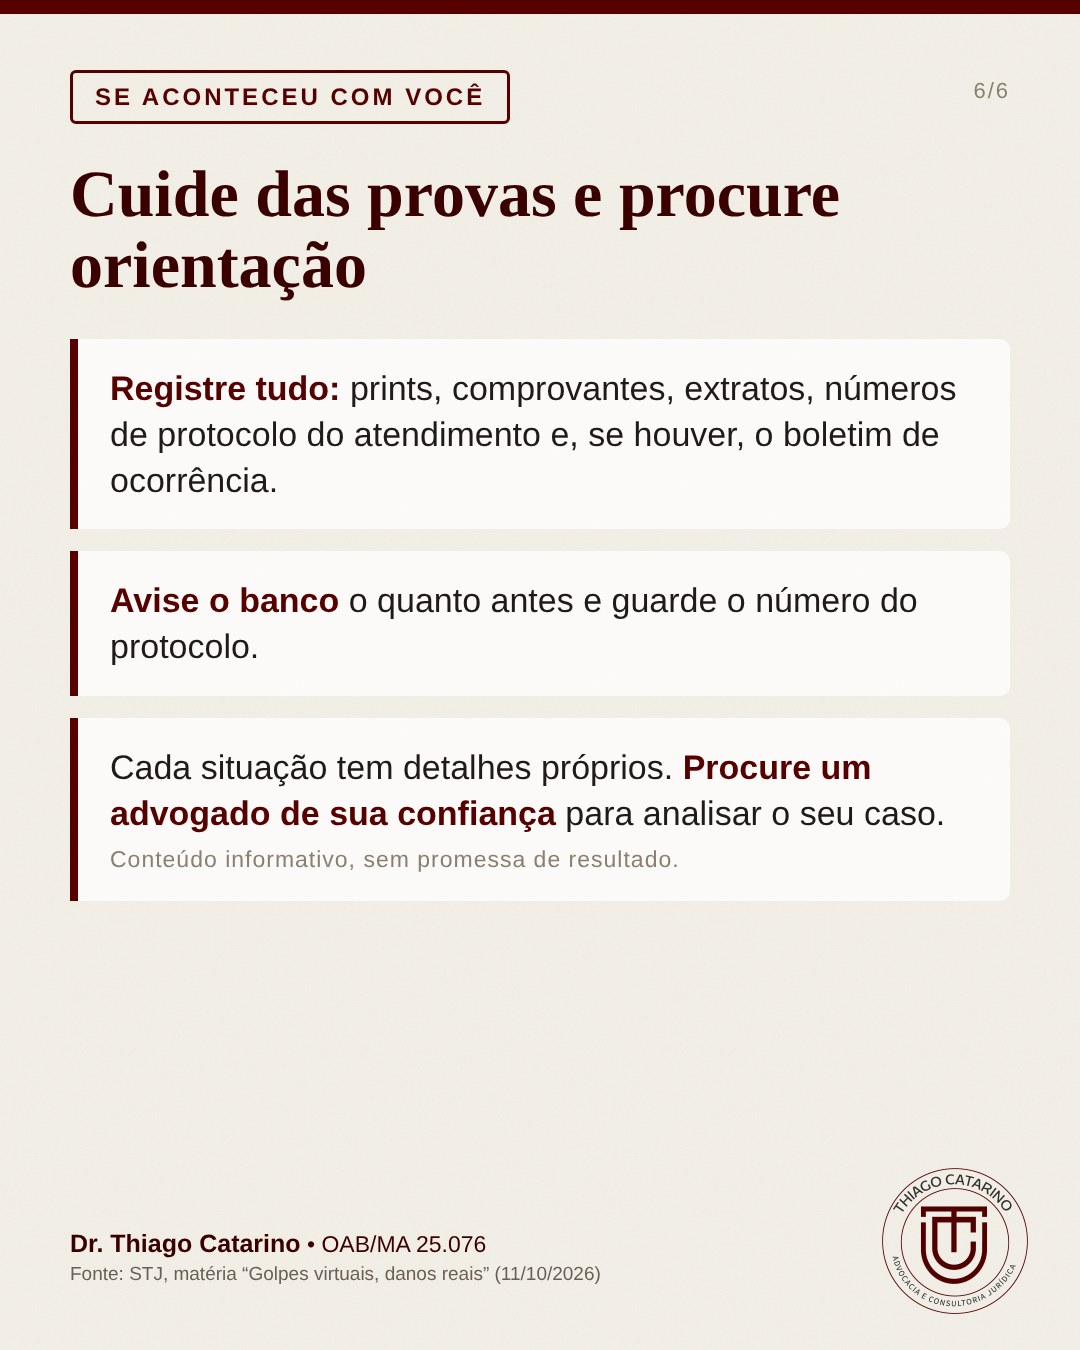 SE ACONTECEU COM VOCÊ
6/6
Cuide das provas e procure
orientação
Registre tudo: prints, comprovantes, extratos, números
de protocolo do atendimento e, se houver, o boletim de
ocorrência.
Avise o banco o quanto antes e guarde o número do
protocolo.
Cada situação tem detalhes próprios. Procure um
advogado de sua confiança para analisar o seu caso.
Conteúdo informativo, sem promessa de resultado.
Dr. Thiago Catarino • OAB/MA 25.076
Fonte: STJ, matéria “Golpes virtuais, danos reais” (11/10/2026)
THIAGO CATARINO
ADVOCACIA E CONSULTORIA JURÍDICA